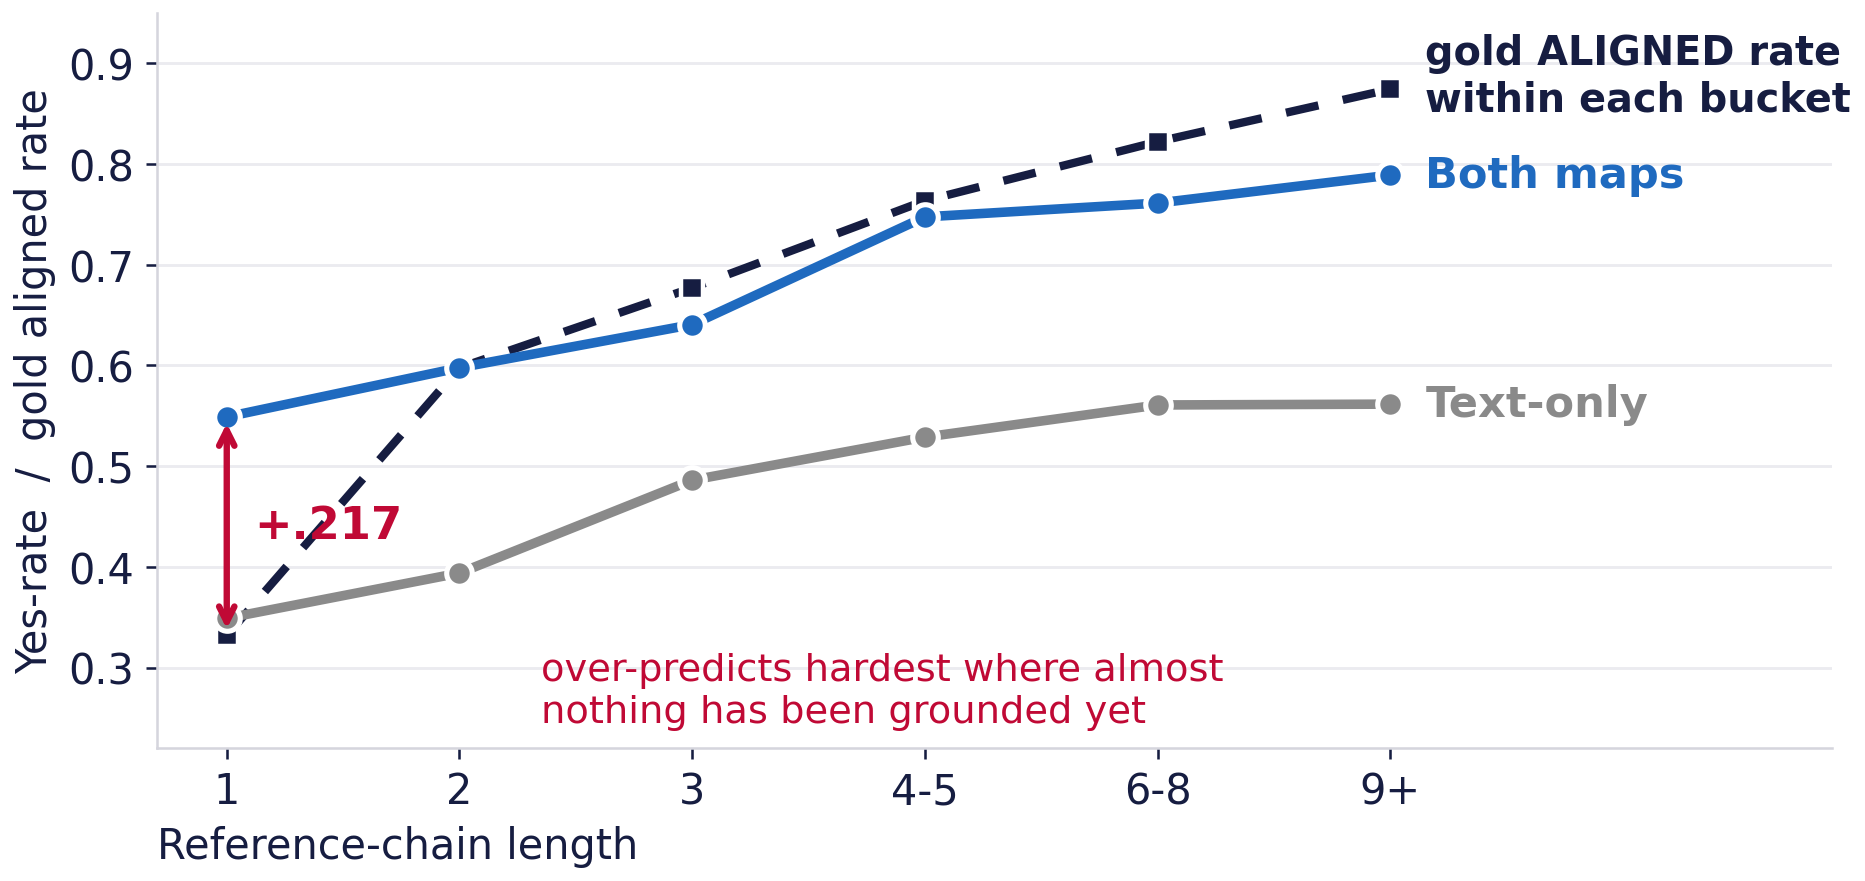 gold ALIGNED rate
within each bucket
Both maps
Text-only
+.217
over-predicts hardest where almost
nothing has been grounded yet
Yes-rate / gold aligned rate
0.9
0.8
0.7
0.6
0.5
0.4
0.3
1 2 3 4-5 6-8 9+
Reference-chain length